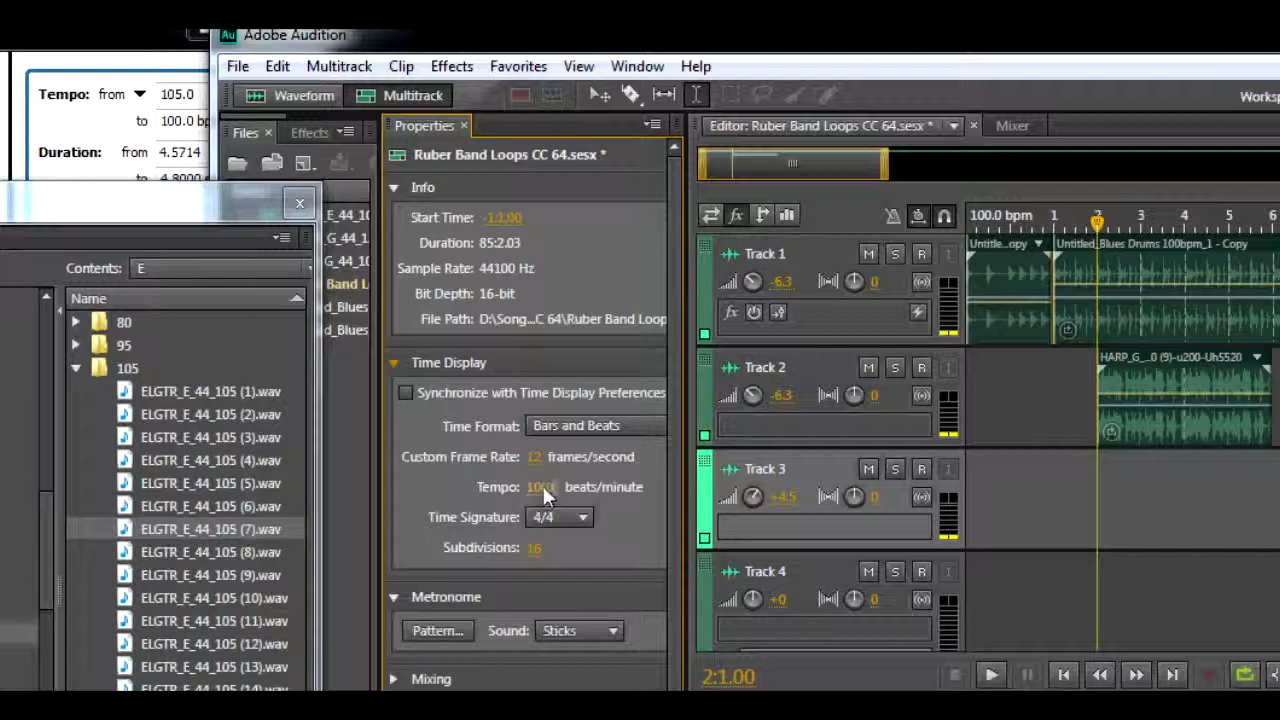 Au Adobe Audition
File Edit Multitrack Clip Effects Favorites View Window Help
Waveform Multitrack
Tempo: from 105.0
to 100.0
Duration: from 4.5714
to 4.8000
Files × Effects
Properties ×
Ruber Band Loops CC 64.sesx *
Info
Start Time: -1:1.00
Duration: 85:2.03
Sample Rate: 44100 Hz
Bit Depth: 16-bit
File Path: D:\Song...C 64\Ruber Band Loop
Time Display
Synchronize with Time Display Preferences
Time Format: Bars and Beats
Custom Frame Rate: 12 frames/second
Tempo: beats/minute
Time Signature: 4/4
Subdivisions: 16
Metronome
Pattern... Sound: Sticks
Mixing
Contents: E
Name
80
95
105
ELGTR_E_44_105 (1).wav
ELGTR_E_44_105 (2).wav
ELGTR_E_44_105 (3).wav
ELGTR_E_44_105 (4).wav
ELGTR_E_44_105 (5).wav
ELGTR_E_44_105 (6).wav
ELGTR_E_44_105 (7).wav
ELGTR_E_44_105 (8).wav
ELGTR_E_44_105 (9).wav
ELGTR_E_44_105 (10).wav
ELGTR_E_44_105 (11).wav
ELGTR_E_44_105 (12).wav
ELGTR_E_44_105 (13).wav
_E_44_10
G_44_1
G_44_1
Band L
d_Blues
d_Blues
Worksp
Editor: Ruber Band Loops CC 64.sesx * × Mixer
fx 100.0 bpm 1 2 3 4 5 6
Track 1 M S R I
-6.3 0
fx
Untitle...opy Untitled_Blues Drums 100bpm_1 - Copy
Track 2 M S R I
-6.3 0
HARP_G_...0 (9)-u200-Uh5520
Track 3 M S R I
+4.5 0
Track 4 M S R I
+0 0
2:1.00